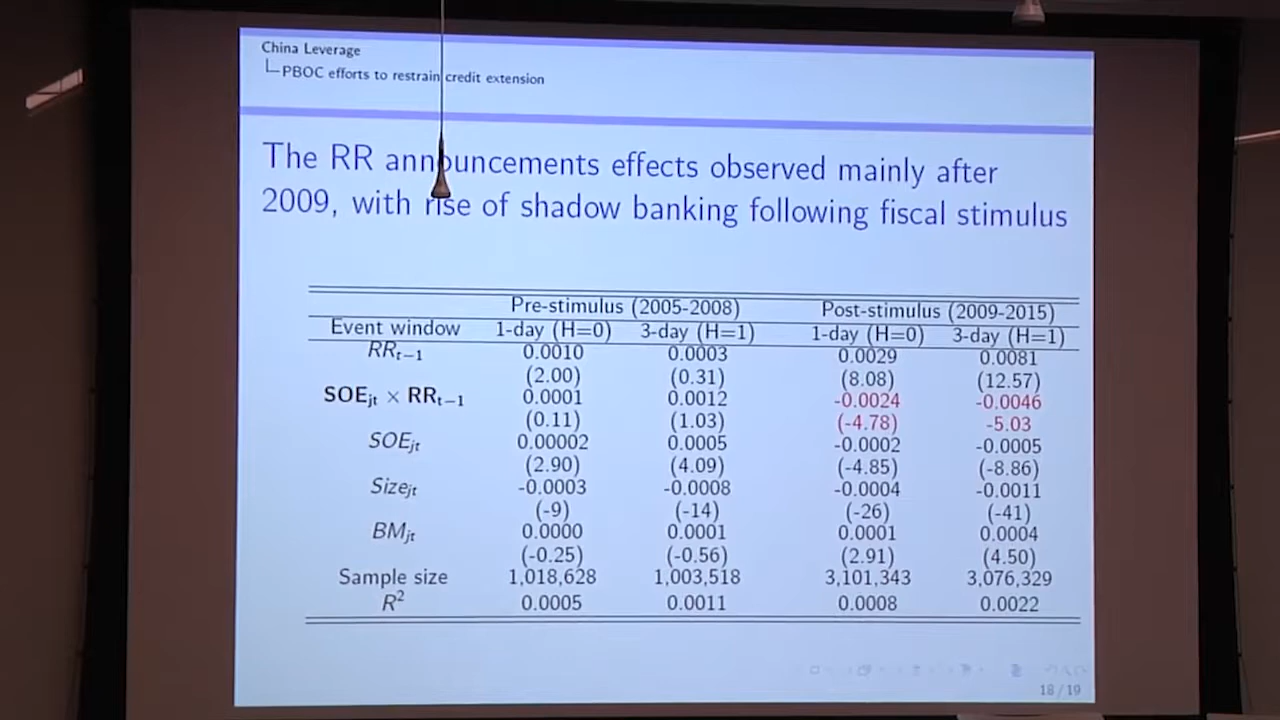 China Leverage
PBOC efforts to restrain credit extension
The RR announcements effects observed mainly after
2009, with rise of shadow banking following fiscal stimulus
Pre-stimulus (2005-2008) Post-stimulus (2009-2015)
Event window 1-day (H=0) 3-day (H=1) 1-day (H=0) 3-day (H=1)
RRt−1 0.0010 0.0003 0.0029 0.0081
(2.00) (0.31) (8.08) (12.57)
SOEjt × RRt−1 0.0001 0.0012 -0.0024 -0.0046
(0.11) (1.03) (-4.78) -5.03
SOEjt 0.00002 0.0005 -0.0002 -0.0005
(2.90) (4.09) (-4.85) (-8.86)
Sizejt -0.0003 -0.0008 -0.0004 -0.0011
(-9) (-14) (-26) (-41)
BMjt 0.0000 0.0001 0.0001 0.0004
(-0.25) (-0.56) (2.91) (4.50)
Sample size 1,018,628 1,003,518 3,101,343 3,076,329
R² 0.0005 0.0011 0.0008 0.0022
18/19